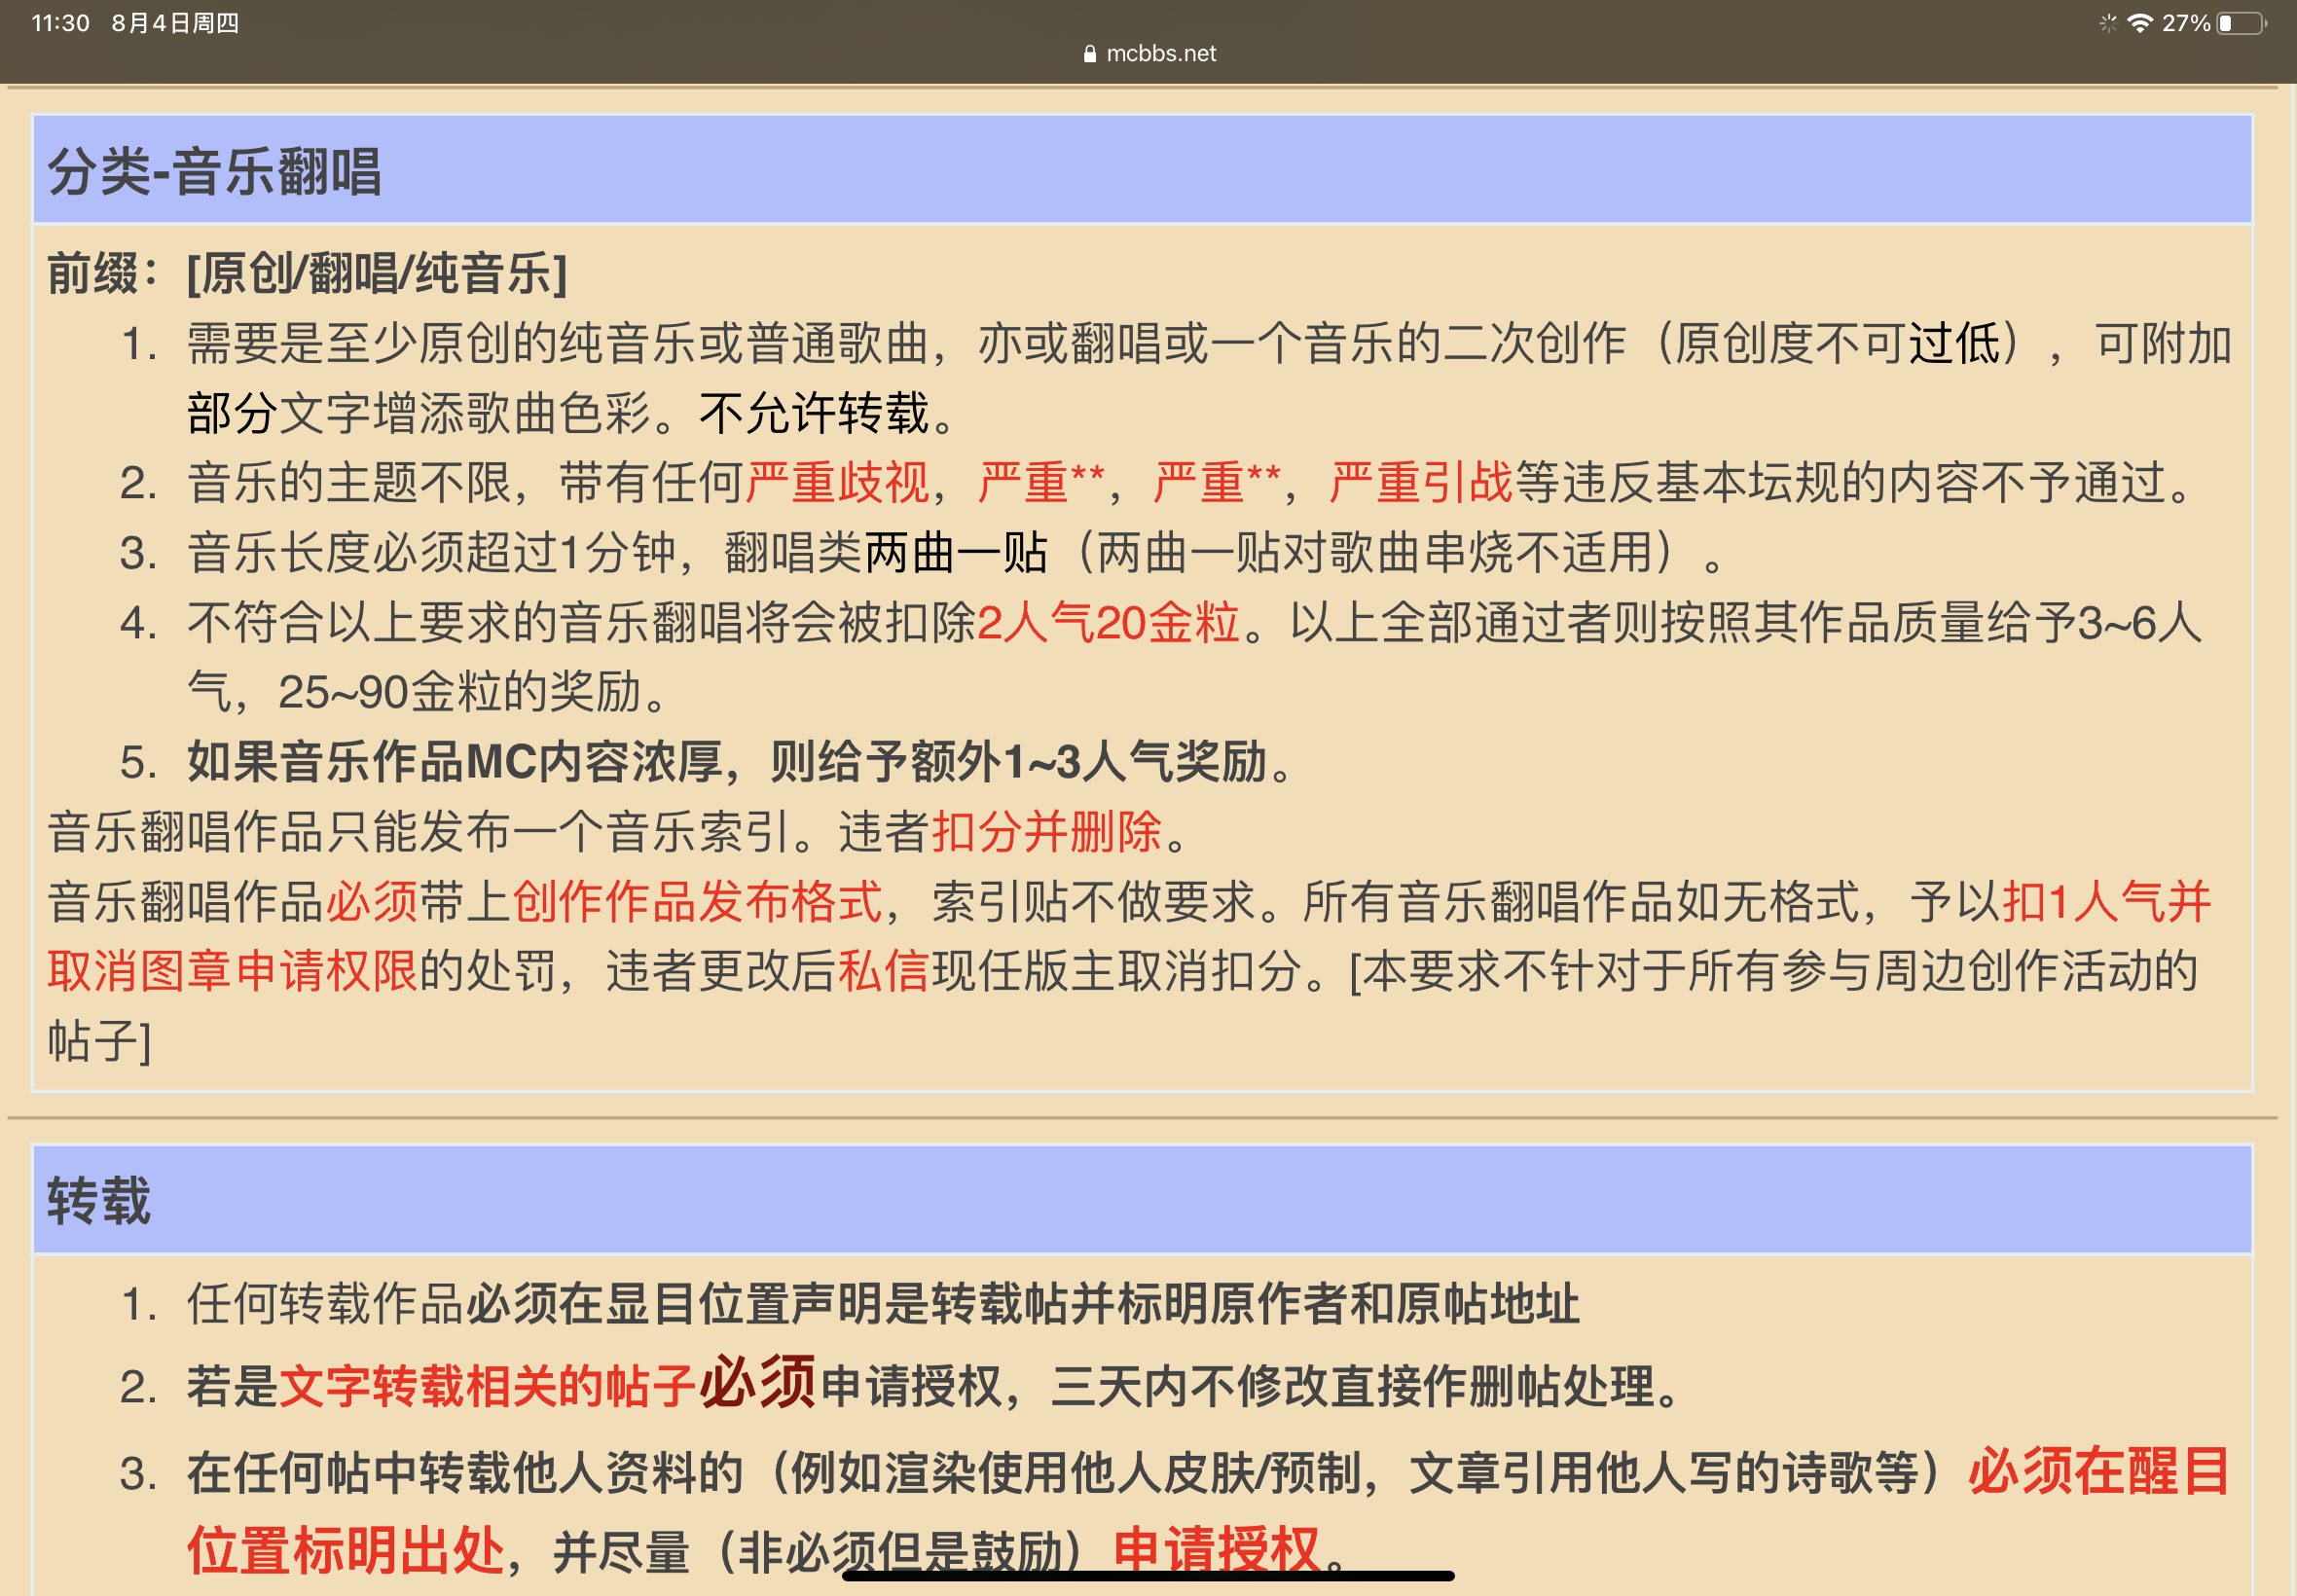 11:30 8月4日周四
27%
mcbbs.net
分类-音乐翻唱
前缀：[原创/翻唱/纯音乐]
1. 需要是至少原创的纯音乐或普通歌曲，亦或翻唱或一个音乐的二次创作（原创度不可过低），可附加
部分文字增添歌曲色彩。不允许转载。
2. 音乐的主题不限，带有任何严重歧视，严重**，严重**，严重引战等违反基本坛规的内容不予通过。
3. 音乐长度必须超过1分钟，翻唱类两曲一贴（两曲一贴对歌曲串烧不适用）。
4. 不符合以上要求的音乐翻唱将会被扣除2人气20金粒。以上全部通过者则按照其作品质量给予3~6人
气，25~90金粒的奖励。
5. 如果音乐作品MC内容浓厚，则给予额外1~3人气奖励。
音乐翻唱作品只能发布一个音乐索引。违者扣分并删除。
音乐翻唱作品必须带上创作作品发布格式，索引贴不做要求。所有音乐翻唱作品如无格式，予以扣1人气并
取消图章申请权限的处罚，违者更改后私信现任版主取消扣分。[本要求不针对于所有参与周边创作活动的
帖子]
转载
1. 任何转载作品必须在显目位置声明是转载帖并标明原作者和原帖地址
2. 若是文字转载相关的帖子必须申请授权，三天内不修改直接作删帖处理。
3. 在任何帖中转载他人资料的（例如渲染使用他人皮肤/预制，文章引用他人写的诗歌等）必须在醒目
位置标明出处，并尽量（非必须但是鼓励）申请授权。